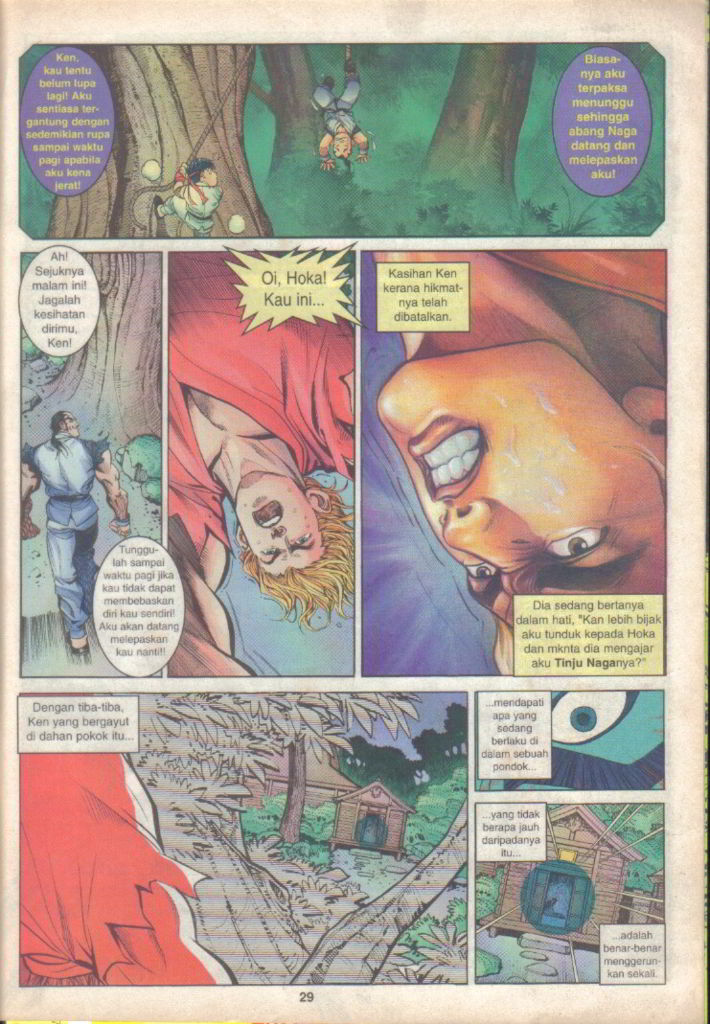 Ken,
kau tentu
belum lupa
lagi! Aku
sentiasa ter-
gantung dengan
sedemikian rupa
sampai waktu
pagi apabila
aku kena
jerat!
Biasa-
nya aku
terpaksa
menunggu
sehingga
abang Naga
datang dan
melepaskan
aku!
Ah!
Sejuknya
malam ini!
Jagalah
kesihatan
dirimu,
Ken!
Tunggu-
lah sampai
waktu pagi jika
kau tidak dapat
membebaskan
diri kau sendiri!
Aku akan datang
melepaskan
kau nanti!!
Oi, Hoka!
Kau ini...
Kasihan Ken
kerana hikmat-
nya telah
dibatalkan.
Dia sedang bertanya
dalam hati, "Kan lebih bijak
aku tunduk kepada Hoka
dan mknta dia mengajar
aku Tinju Naganya?"
Dengan tiba-tiba,
Ken yang bergayut
di dahan pokok itu...
...mendapati
apa yang
sedang
berlaku di
dalam sebuah
pondok...
...yang tidak
berapa jauh
daripadanya
itu...
...adalah
benar-benar
menggerun-
kan sekali.
29